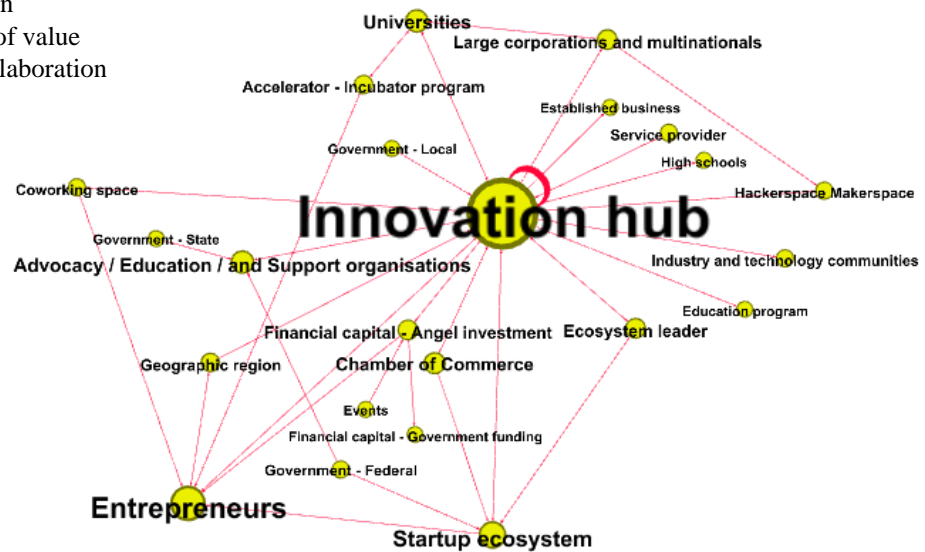 n
of value
laboration
Universities
Large corporations and multinationals
Accelerator - Incubator program
Established business
Service provider
Government - Local
High schools
Coworking space
Hackerspace Makerspace
Innovation hub
Government - State
Advocacy / Education / and Support organisations
Industry and technology communities
Education program
Financial capital - Angel investment
Ecosystem leader
Geographic region
Chamber of Commerce
Events
Financial capital - Government funding
Government - Federal
Entrepreneurs
Startup ecosystem